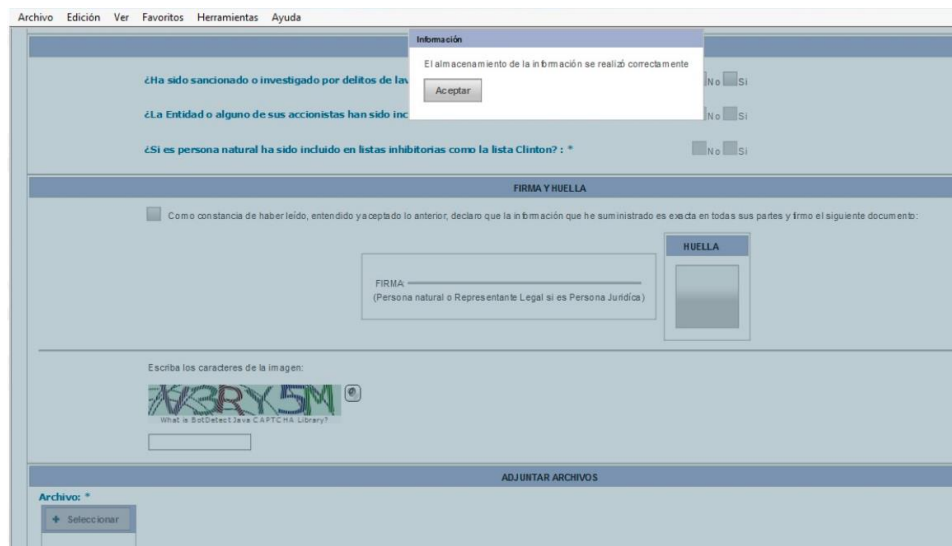 Archivo Edición Ver Favoritos Herramientas Ayuda
Información
El almacenamiento de la información se realizó correctamente
Aceptar
¿Ha sido sancionado o investigado por delitos de lav
No Si
¿La Entidad o alguno de sus accionistas han sido inc
No Si
¿Si es persona natural ha sido incluido en listas inhibitorias como la lista Clinton? : *
No Si
FIRMA Y HUELLA
Como constancia de haber leído, entendido y aceptado lo anterior, declaro que la información que he suministrado es exacta en todas sus partes y firmo el siguiente documento:
HUELLA
FIRMA:
(Persona natural o Representante Legal si es Persona Jurídica)
Escriba los caracteres de la imagen:
What is BotDetect Java CAPTCHA Library?
ADJUNTAR ARCHIVOS
Archivo: *
+ Seleccionar